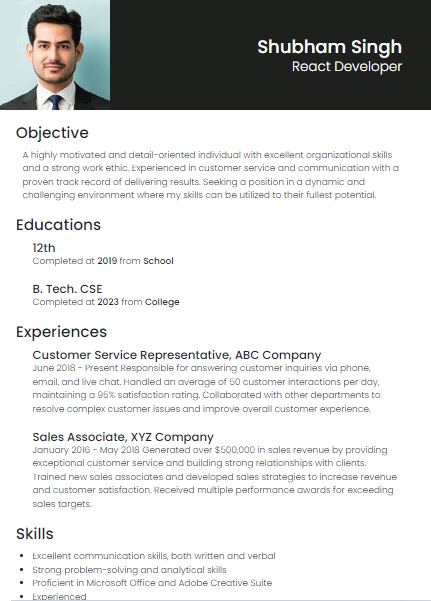 Shubham Singh
React Developer
Objective
A highly motivated and detail-oriented individual with excellent organizational skills
and a strong work ethic. Experienced in customer service and communication with a
proven track record of delivering results. Seeking a position in a dynamic and
challenging environment where my skills can be utilized to their fullest potential.
Educations
12th
Completed at 2019 from School
B. Tech. CSE
Completed at 2023 from College
Experiences
Customer Service Representative, ABC Company
June 2018 - Present Responsible for answering customer inquiries via phone,
email, and live chat. Handled an average of 50 customer interactions per day,
maintaining a 95% satisfaction rating. Collaborated with other departments to
resolve complex customer issues and improve overall customer experience.
Sales Associate, XYZ Company
January 2016 - May 2018 Generated over $500,000 in sales revenue by providing
exceptional customer service and building strong relationships with clients.
Trained new sales associates and developed sales strategies to increase revenue
and customer satisfaction. Received multiple performance awards for exceeding
sales targets.
Skills
• Excellent communication skills, both written and verbal
• Strong problem-solving and analytical skills
• Proficient in Microsoft Office and Adobe Creative Suite
• Experienced